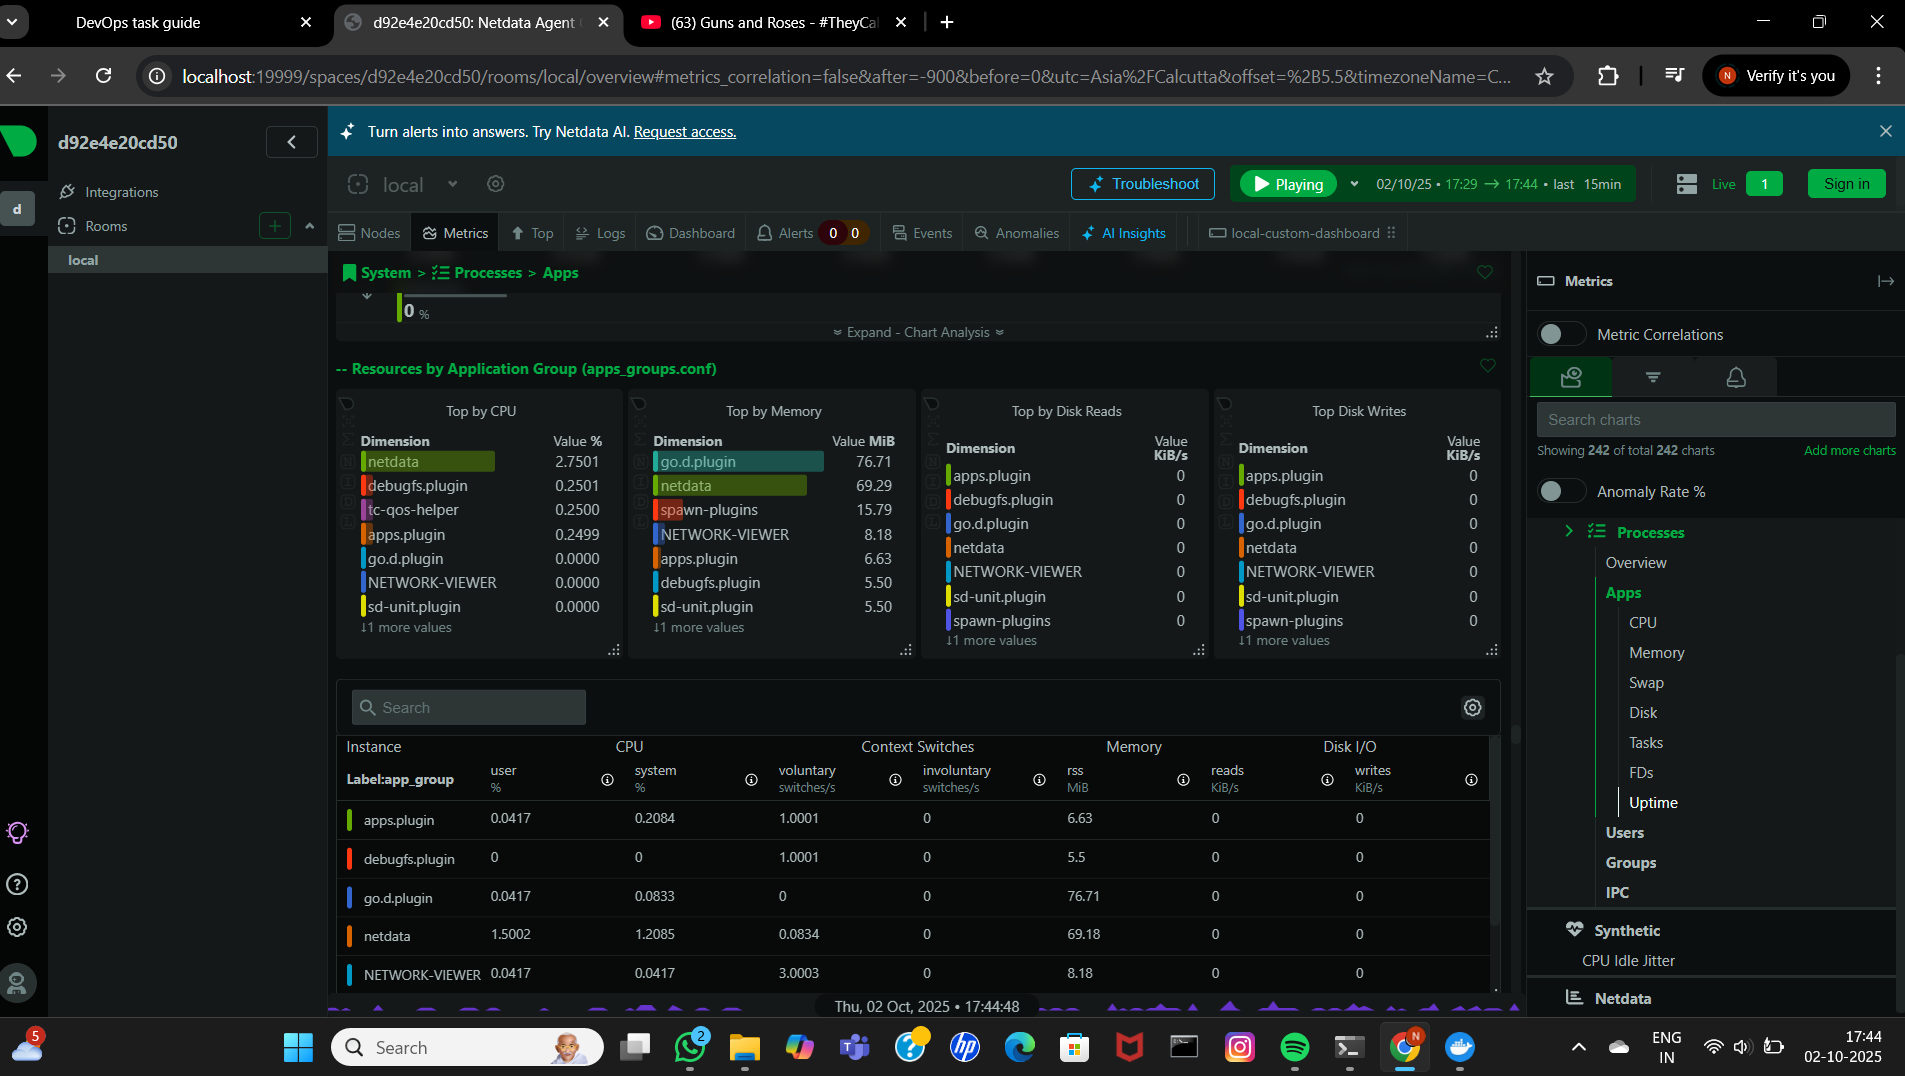 DevOps task guide
d92e4e20cd50: Netdata Agent
(63) Guns and Roses - #TheyCal
localhost:19999/spaces/d92e4e20cd50/rooms/local/overview#metrics_correlation=false&after=-900&before=0&utc=Asia%2FCalcutta&offset=%2B5.5&timezoneName=C...
N Verify it's you
d92e4e20cd50
Turn alerts into answers. Try Netdata AI. Request access.
d
Integrations
Rooms
local
local
Troubleshoot
Playing
02/10/25 • 17:29 → 17:44 • last 15min
Live 1
Sign in
Nodes Metrics Top Logs Dashboard Alerts 0 0 Events Anomalies AI Insights local-custom-dashboard
System > Processes > Apps
0 %
Expand - Chart Analysis
-- Resources by Application Group (apps_groups.conf)
Top by CPU
Dimension Value %
netdata 2.7501
debugfs.plugin 0.2501
tc-qos-helper 0.2500
apps.plugin 0.2499
go.d.plugin 0.0000
NETWORK-VIEWER 0.0000
sd-unit.plugin 0.0000
↓1 more values
Top by Memory
Dimension Value MiB
go.d.plugin 76.71
netdata 69.29
spawn-plugins 15.79
NETWORK-VIEWER 8.18
apps.plugin 6.63
debugfs.plugin 5.50
sd-unit.plugin 5.50
↓1 more values
Top by Disk Reads
Dimension Value KiB/s
apps.plugin 0
debugfs.plugin 0
go.d.plugin 0
netdata 0
NETWORK-VIEWER 0
sd-unit.plugin 0
spawn-plugins 0
↓1 more values
Top Disk Writes
Dimension Value KiB/s
apps.plugin 0
debugfs.plugin 0
go.d.plugin 0
netdata 0
NETWORK-VIEWER 0
sd-unit.plugin 0
spawn-plugins 0
↓1 more values
Search
Instance CPU Context Switches Memory Disk I/O
Label:app_group user % system % voluntary switches/s involuntary switches/s rss MiB reads KiB/s writes KiB/s
apps.plugin 0.0417 0.2084 1.0001 0 6.63 0 0
debugfs.plugin 0 0 1.0001 0 5.5 0 0
go.d.plugin 0.0417 0.0833 0 0 76.71 0 0
netdata 1.5002 1.2085 0.0834 0 69.18 0 0
NETWORK-VIEWER 0.0417 0.0417 3.0003 0 8.18 0 0
Thu, 02 Oct, 2025 • 17:44:48
Metrics
Metric Correlations
Search charts
Showing 242 of total 242 charts
Add more charts
Anomaly Rate %
Processes
Overview
Apps
CPU
Memory
Swap
Disk
Tasks
FDs
Uptime
Users
Groups
IPC
Synthetic
CPU Idle Jitter
Netdata
5
Search
2
N
ENG
IN
17:44
02-10-2025